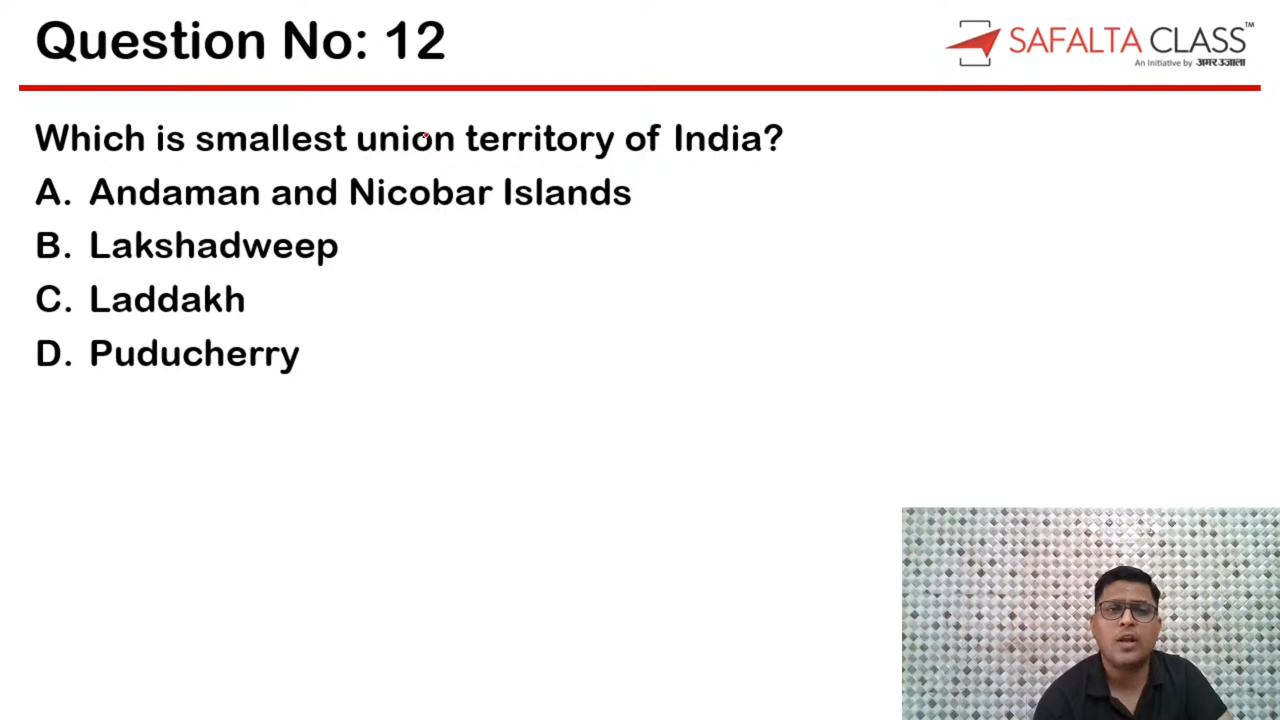 Question No: 12
SAFALTA CLASS™
An Initiative by अमर उजाला
Which is smallest union territory of India?
A. Andaman and Nicobar Islands
B. Lakshadweep
C. Laddakh
D. Puducherry